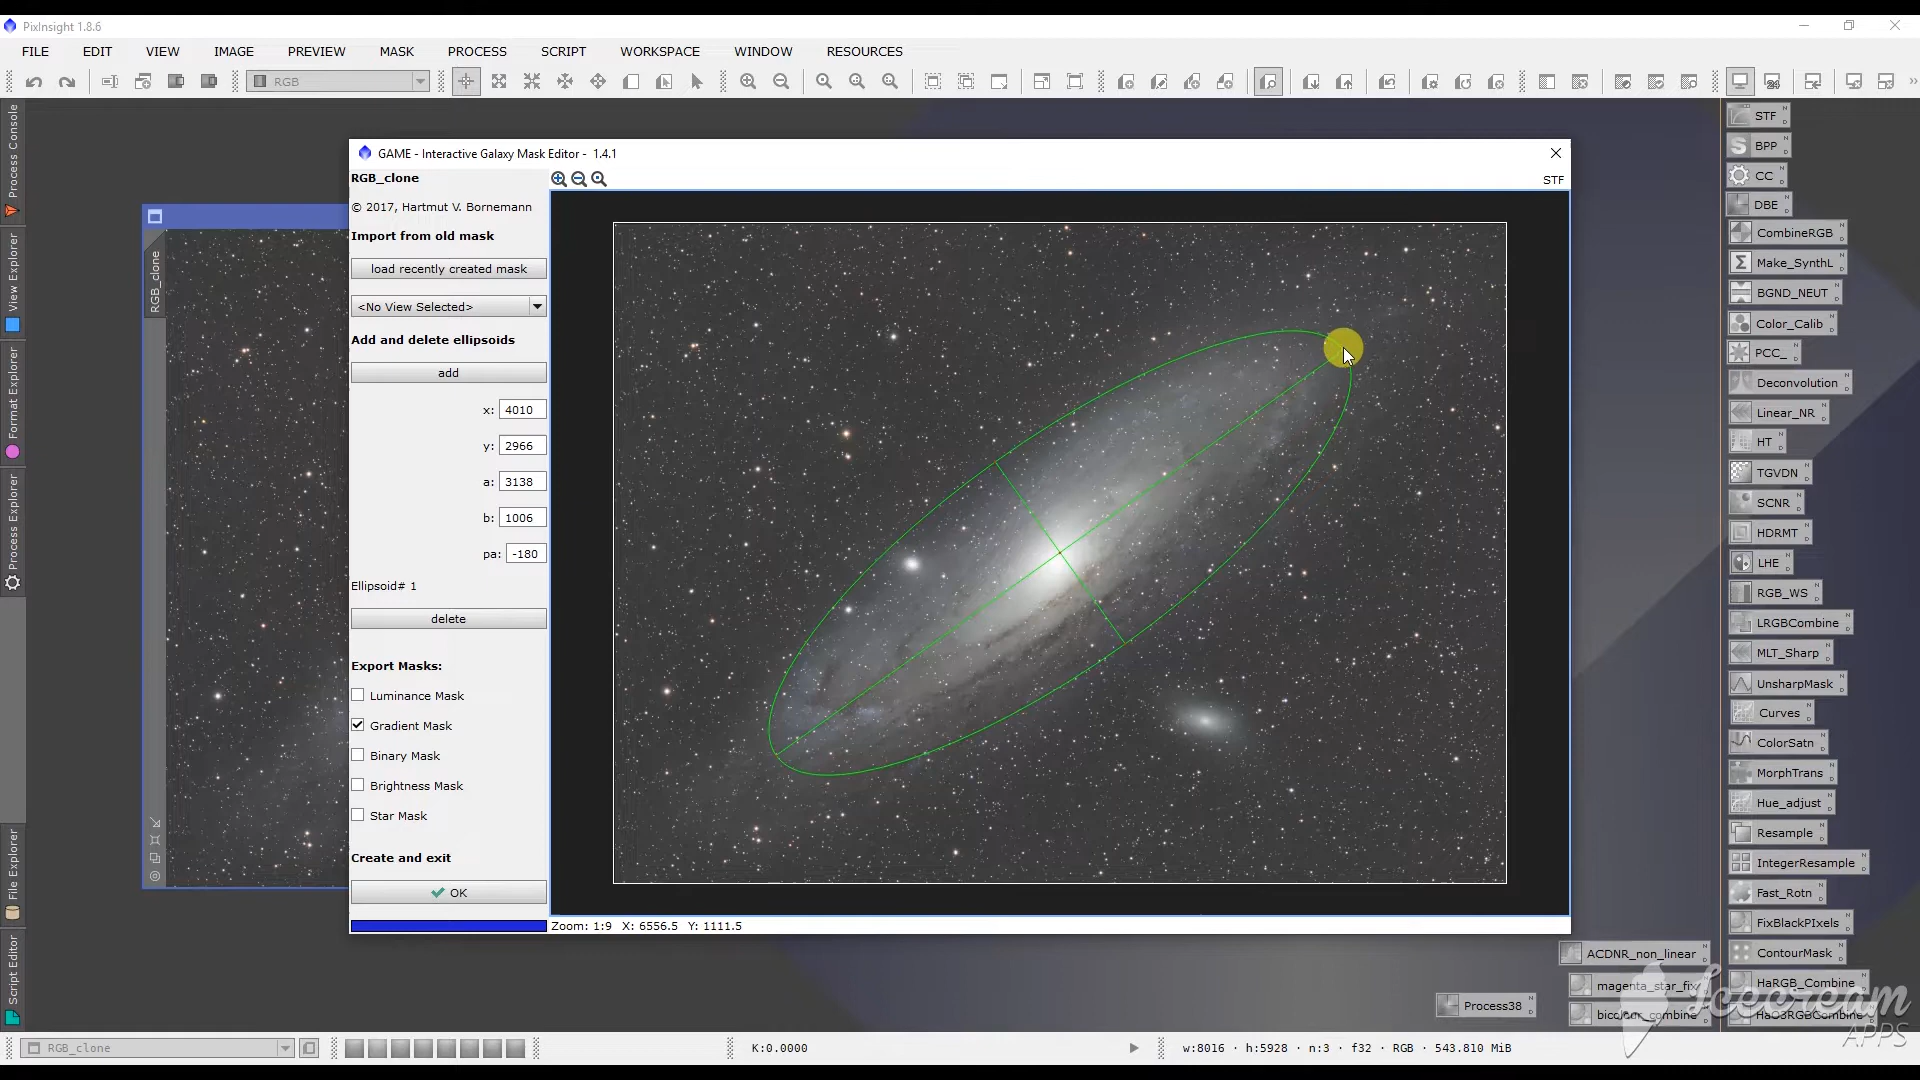 PixInsight 1.8.6
FILE EDIT VIEW IMAGE PREVIEW MASK PROCESS SCRIPT WORKSPACE WINDOW RESOURCES
RGB
Process Console
View Explorer
Format Explorer
Process Explorer
File Explorer
Script Editor
RGB_clone
GAME - Interactive Galaxy Mask Editor - 1.4.1
RGB_clone
STF
© 2017, Hartmut V. Bornemann
Import from old mask
load recently created mask
<No View Selected>
Add and delete ellipsoids
add
x: 4010
y: 2966
a: 3138
b: 1006
pa: -180
Ellipsoid# 1
delete
Export Masks:
Luminance Mask
Gradient Mask
Binary Mask
Brightness Mask
Star Mask
Create and exit
OK
Zoom: 1:9 X: 6556.5 Y: 1111.5
STF
BPP
CC
DBE
CombineRGB
Make_SynthL
BGND_NEUT
Color_Calib
PCC_
Deconvolution
Linear_NR
HT
TGVDN
SCNR
HDRMT
LHE
RGB_WS
LRGBCombine
MLT_Sharp
UnsharpMask
Curves
ColorSatn
MorphTrans
Hue_adjust
Resample
IntegerResample
Fast_Rotn
FixBlackPIxels
ContourMask
HaRGB_Combine
HaO3RGBCombine
ACDNR_non_linear
magenta_star_fix
bicolour_combine
Process38
Icecream
APPS
RGB_clone
K:0.0000
w:8016 · h:5928 · n:3 · f32 · RGB · 543.810 MiB